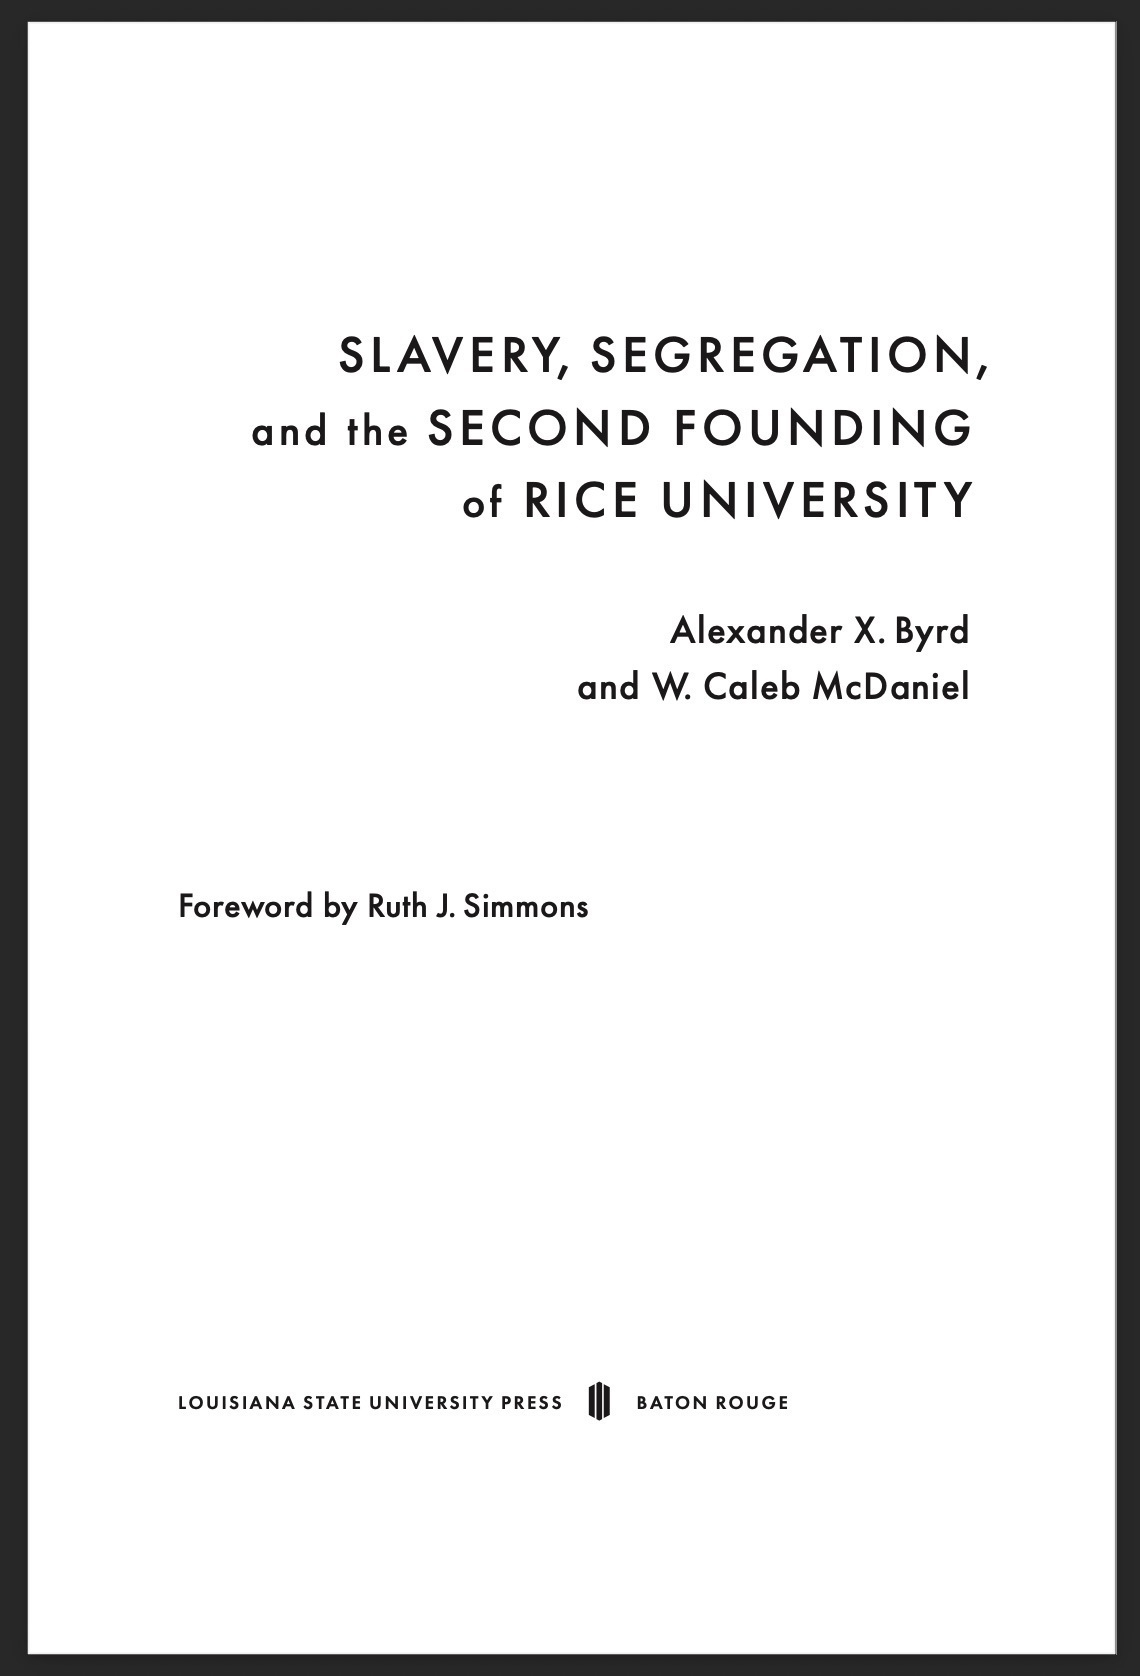 SLAVERY, SEGREGATION,
and the SECOND FOUNDING
of RICE UNIVERSITY
Alexander X. Byrd
and W. Caleb McDaniel
Foreword by Ruth J. Simmons
LOUISIANA STATE UNIVERSITY PRESS BATON ROUGE